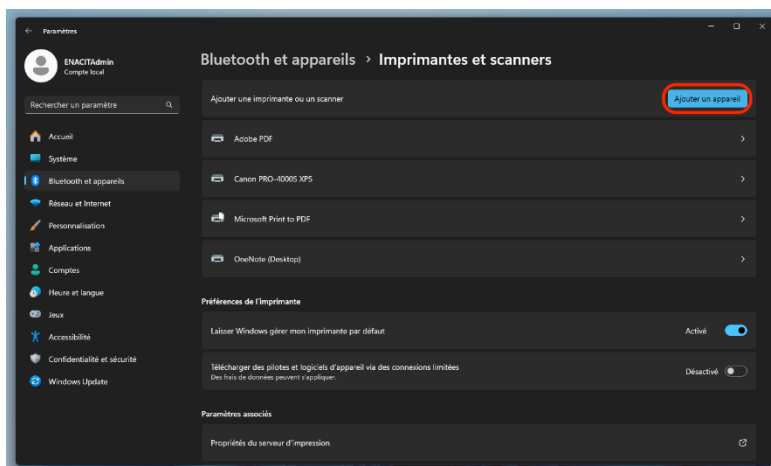 Paramètres
ENACITAdmin
Compte local
Rechercher un paramètre
Accueil
Système
Bluetooth et appareils
Réseau et Internet
Personnalisation
Applications
Comptes
Heure et langue
Jeux
Accessibilité
Confidentialité et sécurité
Windows Update
Bluetooth et appareils > Imprimantes et scanners
Ajouter une imprimante ou un scanner
Ajouter un appareil
Adobe PDF
Canon PRO-4000S XPS
Microsoft Print to PDF
OneNote (Desktop)
Préférences de l'imprimante
Laisser Windows gérer mon imprimante par défaut
Activé
Télécharger des pilotes et logiciels d'appareil via des connexions limitées
Des frais de données peuvent s'appliquer.
Désactivé
Paramètres associés
Propriétés du serveur d'impression